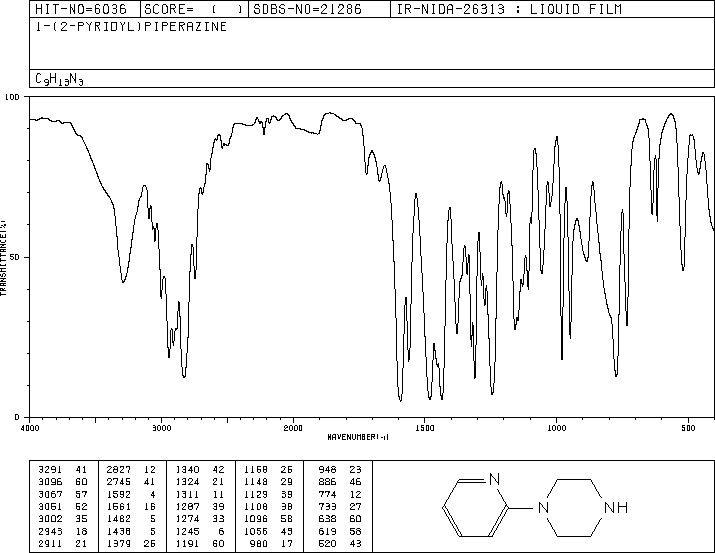 HIT-NO=6036 SCORE= ( ) SDBS-NO=21286 IR-NIDA-26313 : LIQUID FILM
1-(2-PYRIDYL)PIPERAZINE
C9H13N3
100
50
0
TRANSMITTANCE(%)
4000 3000 2000 1500 1000 500
WAVENUMBER(-1)
3291 41 2827 12 1340 42 1158 26 948 23
3096 60 2745 41 1324 21 1148 29 886 46
3067 57 1592 4 1311 11 1129 39 774 12
3051 52 1561 16 1287 39 1108 38 733 27
3002 35 1482 5 1274 33 1096 58 638 60
2943 18 1438 5 1245 6 1056 43 619 58
2911 21 1379 26 1191 60 980 17 520 43
N
N
NH